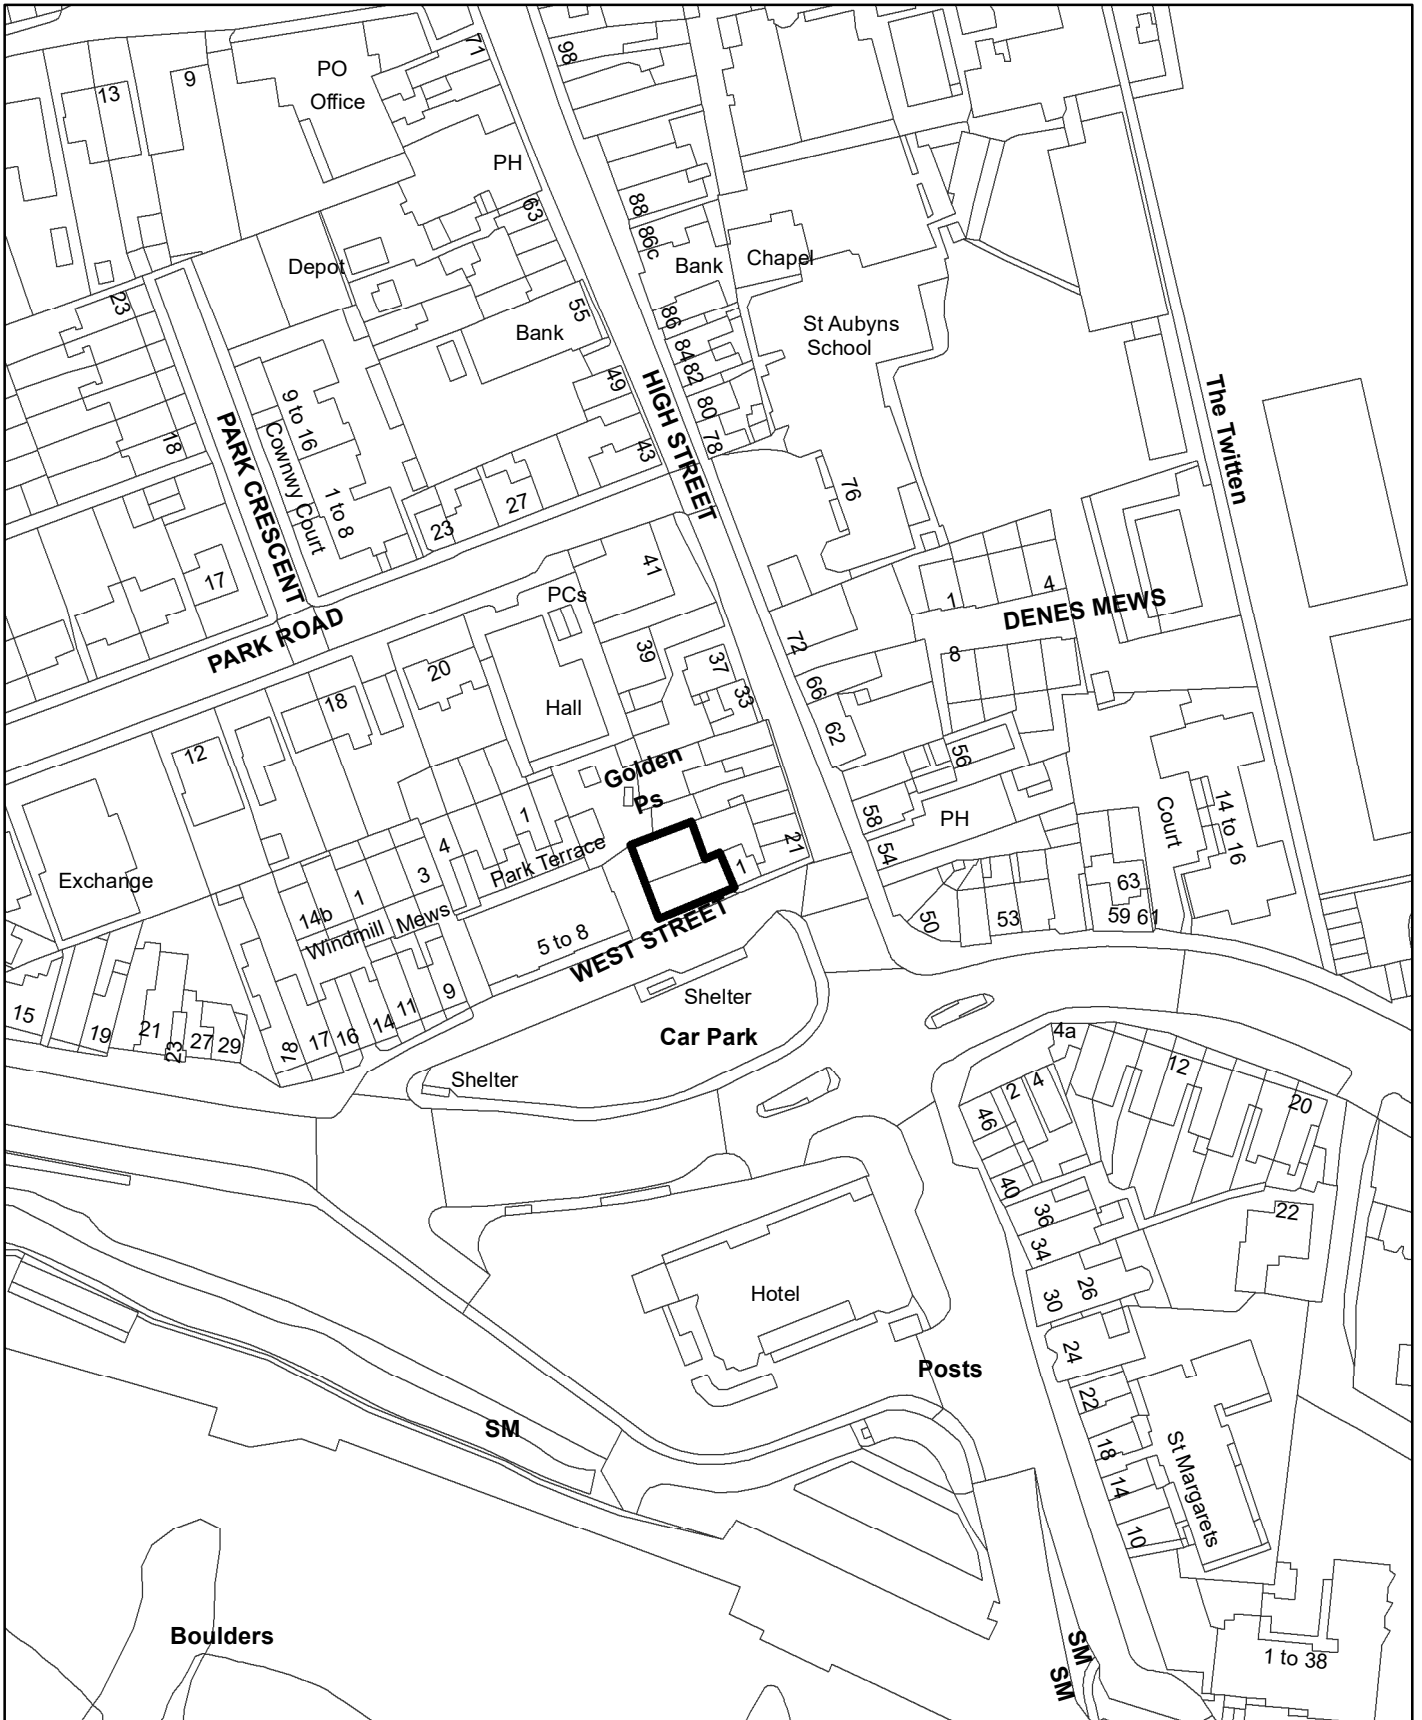 71
98
PO
Office
13
9
PH
63
88
86c
Bank
Chapel
Depot
23
55
Bank
86
84
82
80
78
St Aubyns
School
49
43
HIGH STREET
The Twitten
PARK CRESCENT
9 to 16
Cownwy Court
1 to 8
18
23
27
76
17
41
PCs
1
4
DENES MEWS
PARK ROAD
72
39
37
33
8
20
66
18
Hall
62
12
56
Golden
Ps
58
PH
54
Court
14 to 16
1
4
Park Terrace
21
1
Exchange
3
1
14b
Windmill Mews
63
59 61
53
50
5 to 8
WEST STREET
9
11
14
16
17
18
15
19
21
23
27
29
Shelter
Car Park
Shelter
4a
12
20
2
4
46
40
36
34
22
26
30
Hotel
24
Posts
22
SM
18
14
10
St Margarets
Boulders
SM
SM
1 to 38